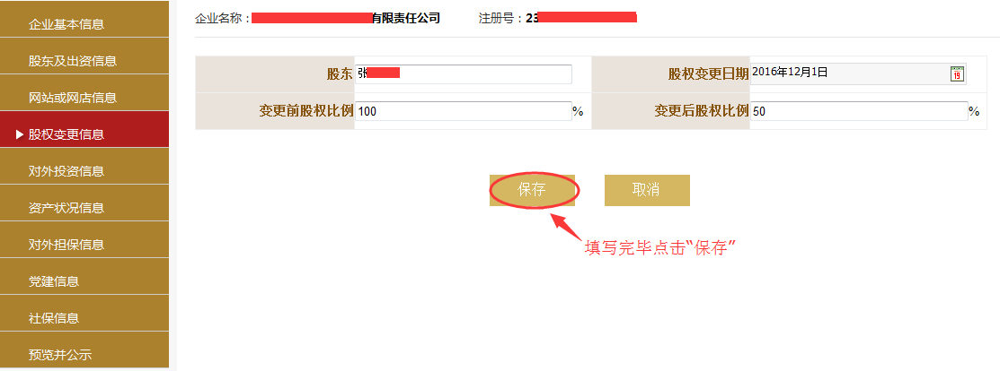 企业名称： 有限责任公司 注册号：23
企业基本信息
股东及出资信息
网站或网店信息
股权变更信息
对外投资信息
资产状况信息
对外担保信息
党建信息
社保信息
预览并公示
股东 张 股权变更日期 2016年12月1日 19
变更前股权比例 100 % 变更后股权比例 50 %
保存 取消
填写完毕点击“保存”